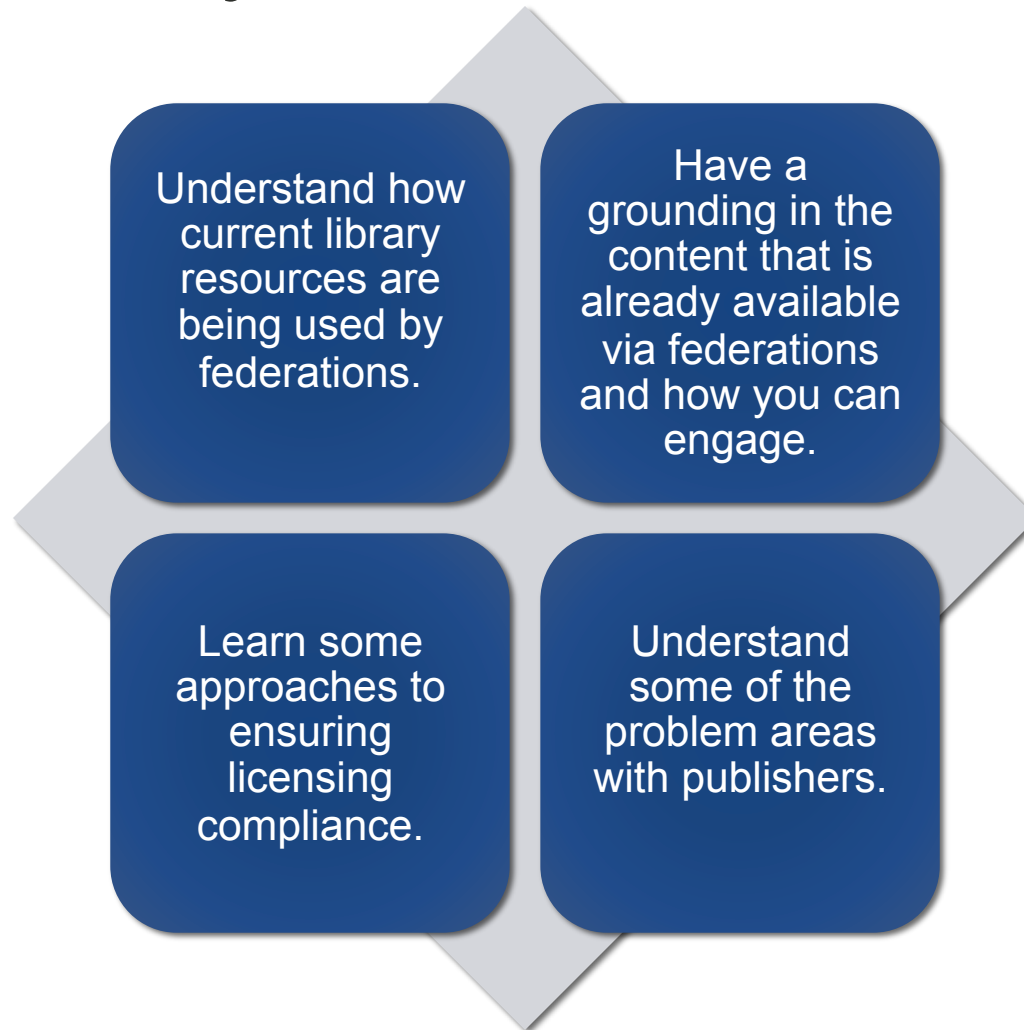 Understand how
current library
resources are
being used by
federations.
Have a
grounding in the
content that is
already available
via federations
and how you can
engage.
Learn some
approaches to
ensuring
licensing
compliance.
Understand
some of the
problem areas
with publishers.